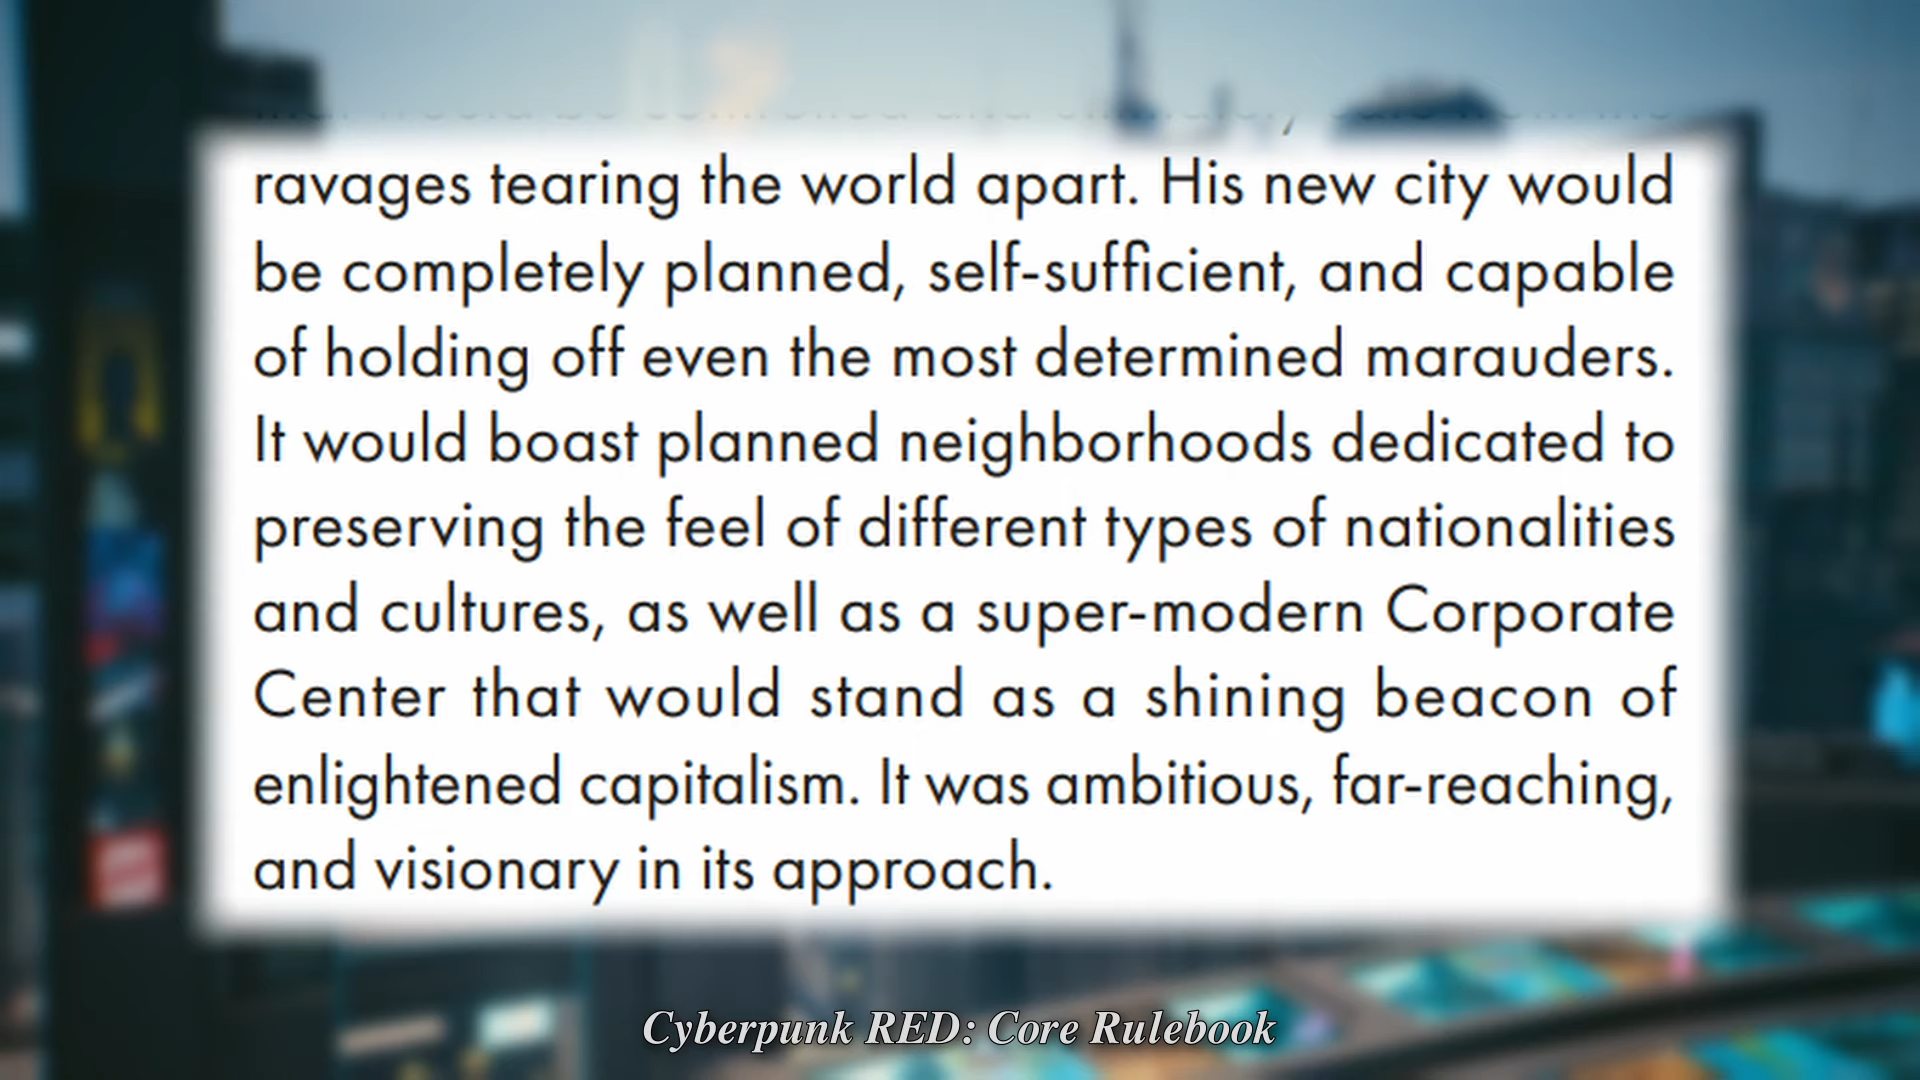 ravages tearing the world apart. His new city would
be completely planned, self-sufficient, and capable
of holding off even the most determined marauders.
It would boast planned neighborhoods dedicated to
preserving the feel of different types of nationalities
and cultures, as well as a super-modern Corporate
Center that would stand as a shining beacon of
enlightened capitalism. It was ambitious, far-reaching,
and visionary in its approach.
Cyberpunk RED: Core Rulebook